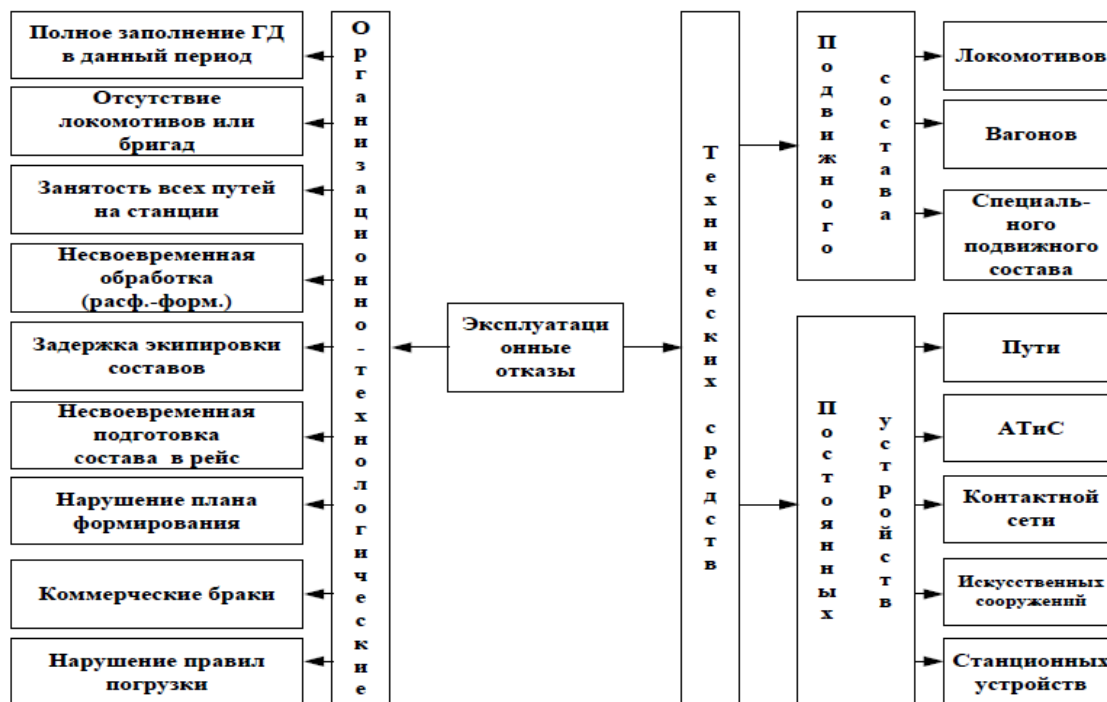 Полное заполнение ГД
в данный период
Отсутствие
локомотивов или
бригад
Занятость всех путей
на станции
Несвоевременная
обработка
(расф.-форм.)
Задержка экипировки
составов
Несвоевременная
подготовка
состава в рейс
Нарушение плана
формирования
Коммерческие браки
Нарушение правил
погрузки
Организационно-технологические
Эксплуатаци
онные
отказы
Технических средств
Подвижного
состава
Локомотивов
Вагонов
Специаль-
ного
подвижного
состава
Постоянных
устройств
Пути
АТиС
Контактной
сети
Искусственных
сооружений
Станционных
устройств